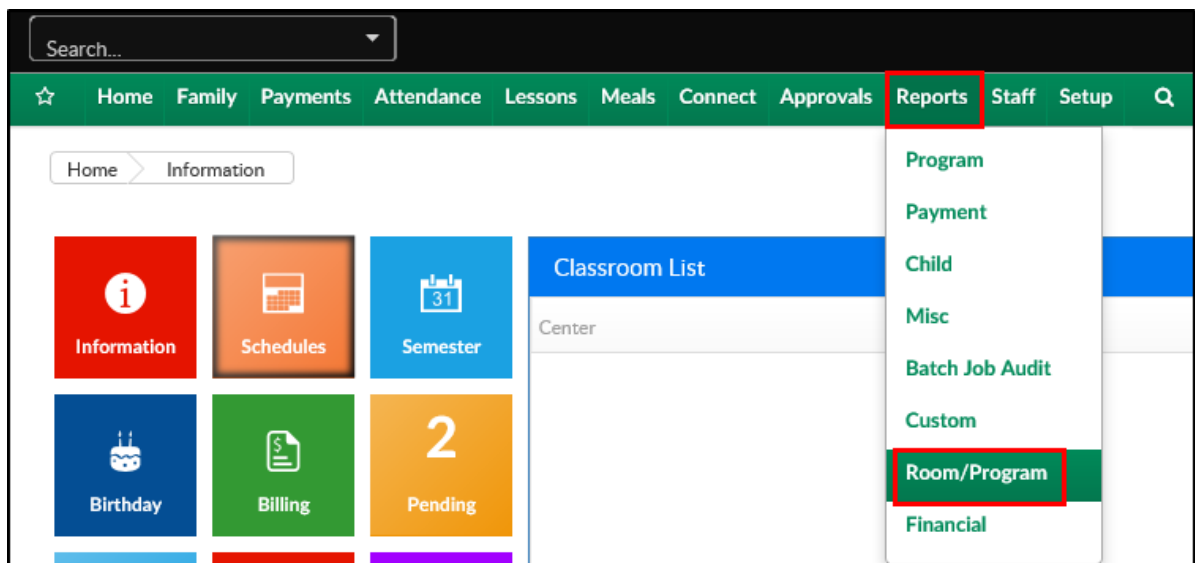 Search...
Home Family Payments Attendance Lessons Meals Connect Approvals Reports Staff Setup
Home Information
Program
Payment
Child
Misc
Batch Job Audit
Custom
Room/Program
Financial
Information
Schedules
31
Semester
Birthday
$
Billing
2
Pending
Classroom List
Center